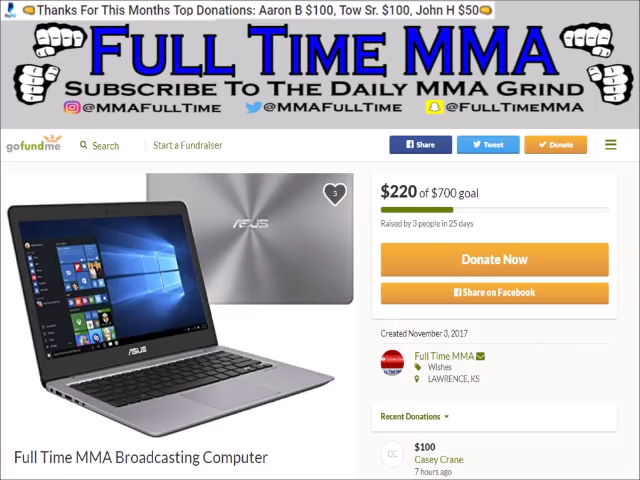 Thanks For This Months Top Donations: Aaron B $100, Tow Sr. $100, John H $50
FULL TIME MMA
SUBSCRIBE TO THE DAILY MMA GRIND
@MMAFULLTIME @MMAFULLTIME @FULLTIMEMMA
gofundme Search Start a Fundraiser Share Tweet Donate
3
ASUS
ASUS
$220 of $700 goal
Raised by 3 people in 25 days
Donate Now
Share on Facebook
Created November 3, 2017
Full Time MMA
Wishes
LAWRENCE, KS
Recent Donations
CC
$100
Casey Crane
7 hours ago
Full Time MMA Broadcasting Computer